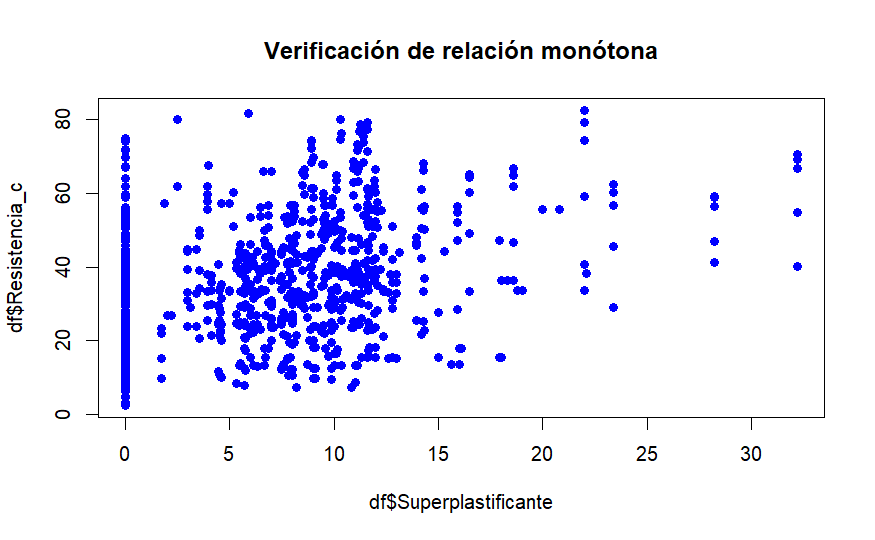 Verificación de relación monótona
df$Resistencia_c
80
60
40
20
0
0 5 10 15 20 25 30
df$Superplastificante